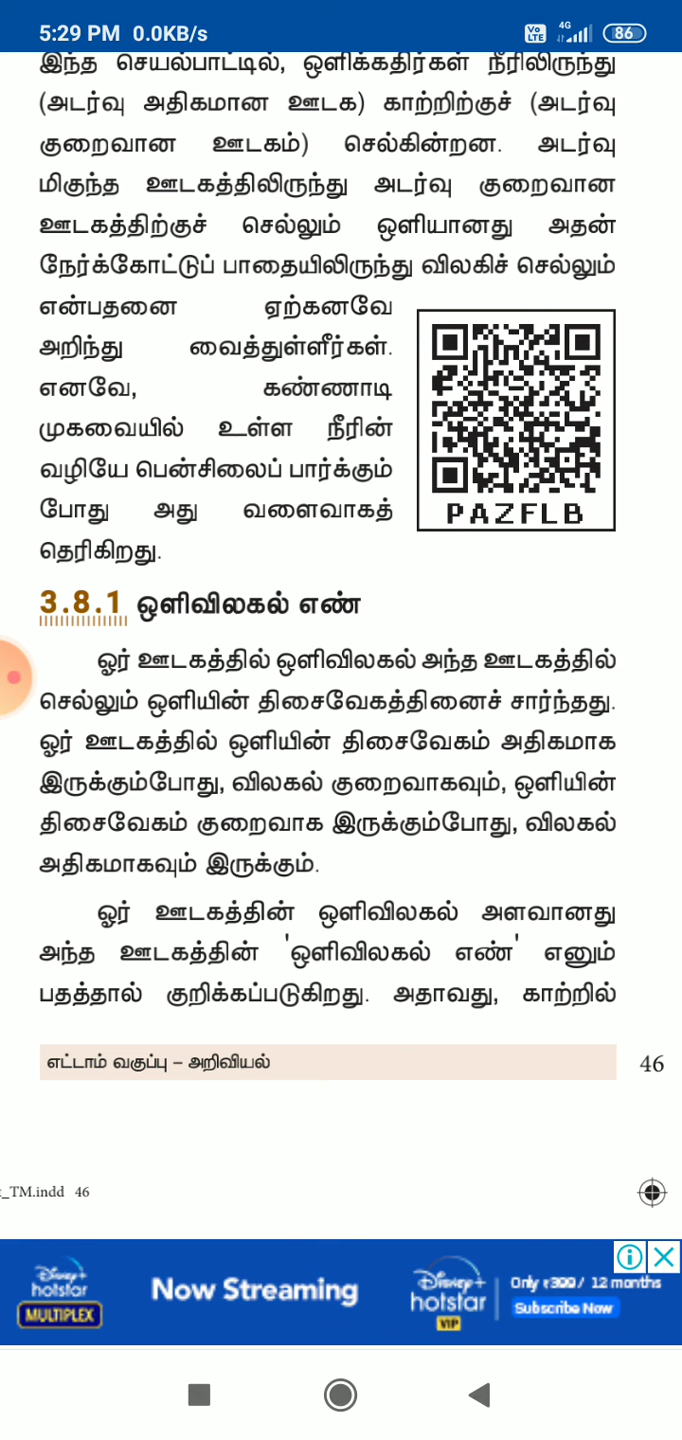 5:29 PM 0.0KB/s Vo LTE 4G 86
இந்த செயல்பாட்டில், ஒளிக்கதிர்கள் நீரிலிருந்து
(அடர்வு அதிகமான ஊடக) காற்றிற்குச் (அடர்வு
குறைவான ஊடகம்) செல்கின்றன. அடர்வு
மிகுந்த ஊடகத்திலிருந்து அடர்வு குறைவான
ஊடகத்திற்குச் செல்லும் ஒளியானது அதன்
நேர்க்கோட்டுப் பாதையிலிருந்து விலகிச் செல்லும்
என்பதனை ஏற்கனவே
அறிந்து வைத்துள்ளீர்கள்.
எனவே, கண்ணாடி
முகவையில் உள்ள நீரின்
வழியே பென்சிலைப் பார்க்கும்
போது அது வளைவாகத்
தெரிகிறது.
PAZFLB
3.8.1 ஒளிவிலகல் எண்
ஓர் ஊடகத்தில் ஒளிவிலகல் அந்த ஊடகத்தில்
செல்லும் ஒளியின் திசைவேகத்தினைச் சார்ந்தது.
ஓர் ஊடகத்தில் ஒளியின் திசைவேகம் அதிகமாக
இருக்கும்போது, விலகல் குறைவாகவும், ஒளியின்
திசைவேகம் குறைவாக இருக்கும்போது, விலகல்
அதிகமாகவும் இருக்கும்.
ஓர் ஊடகத்தின் ஒளிவிலகல் அளவானது
அந்த ஊடகத்தின் 'ஒளிவிலகல் எண்' எனும்
பதத்தால் குறிக்கப்படுகிறது. அதாவது, காற்றில்
எட்டாம் வகுப்பு – அறிவியல் 46
_TM.indd 46
Disney+ hotstar MULTIPLEX
Now Streaming
Disney+ hotstar VIP
Only ₹399 / 12 months
Subscribe Now